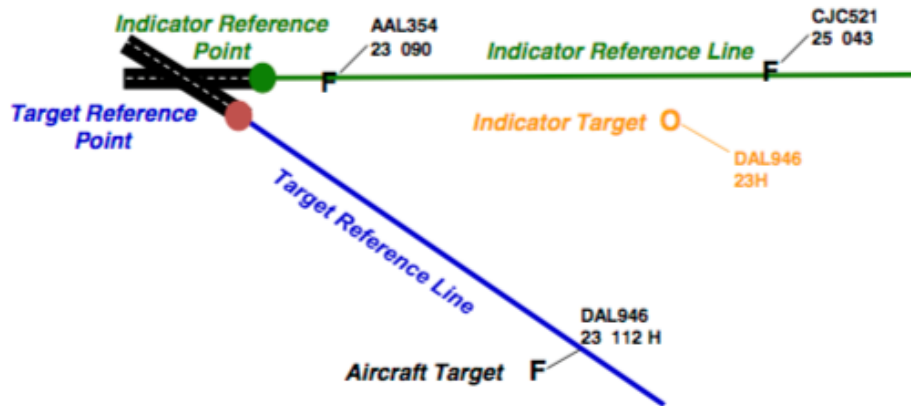 Indicator Reference
Point
AAL354
23 090
F
Indicator Reference Line
CJC521
25 043
F
Target Reference
Point
Indicator Target O
DAL946
23H
Target Reference Line
DAL946
23 112 H
Aircraft Target F